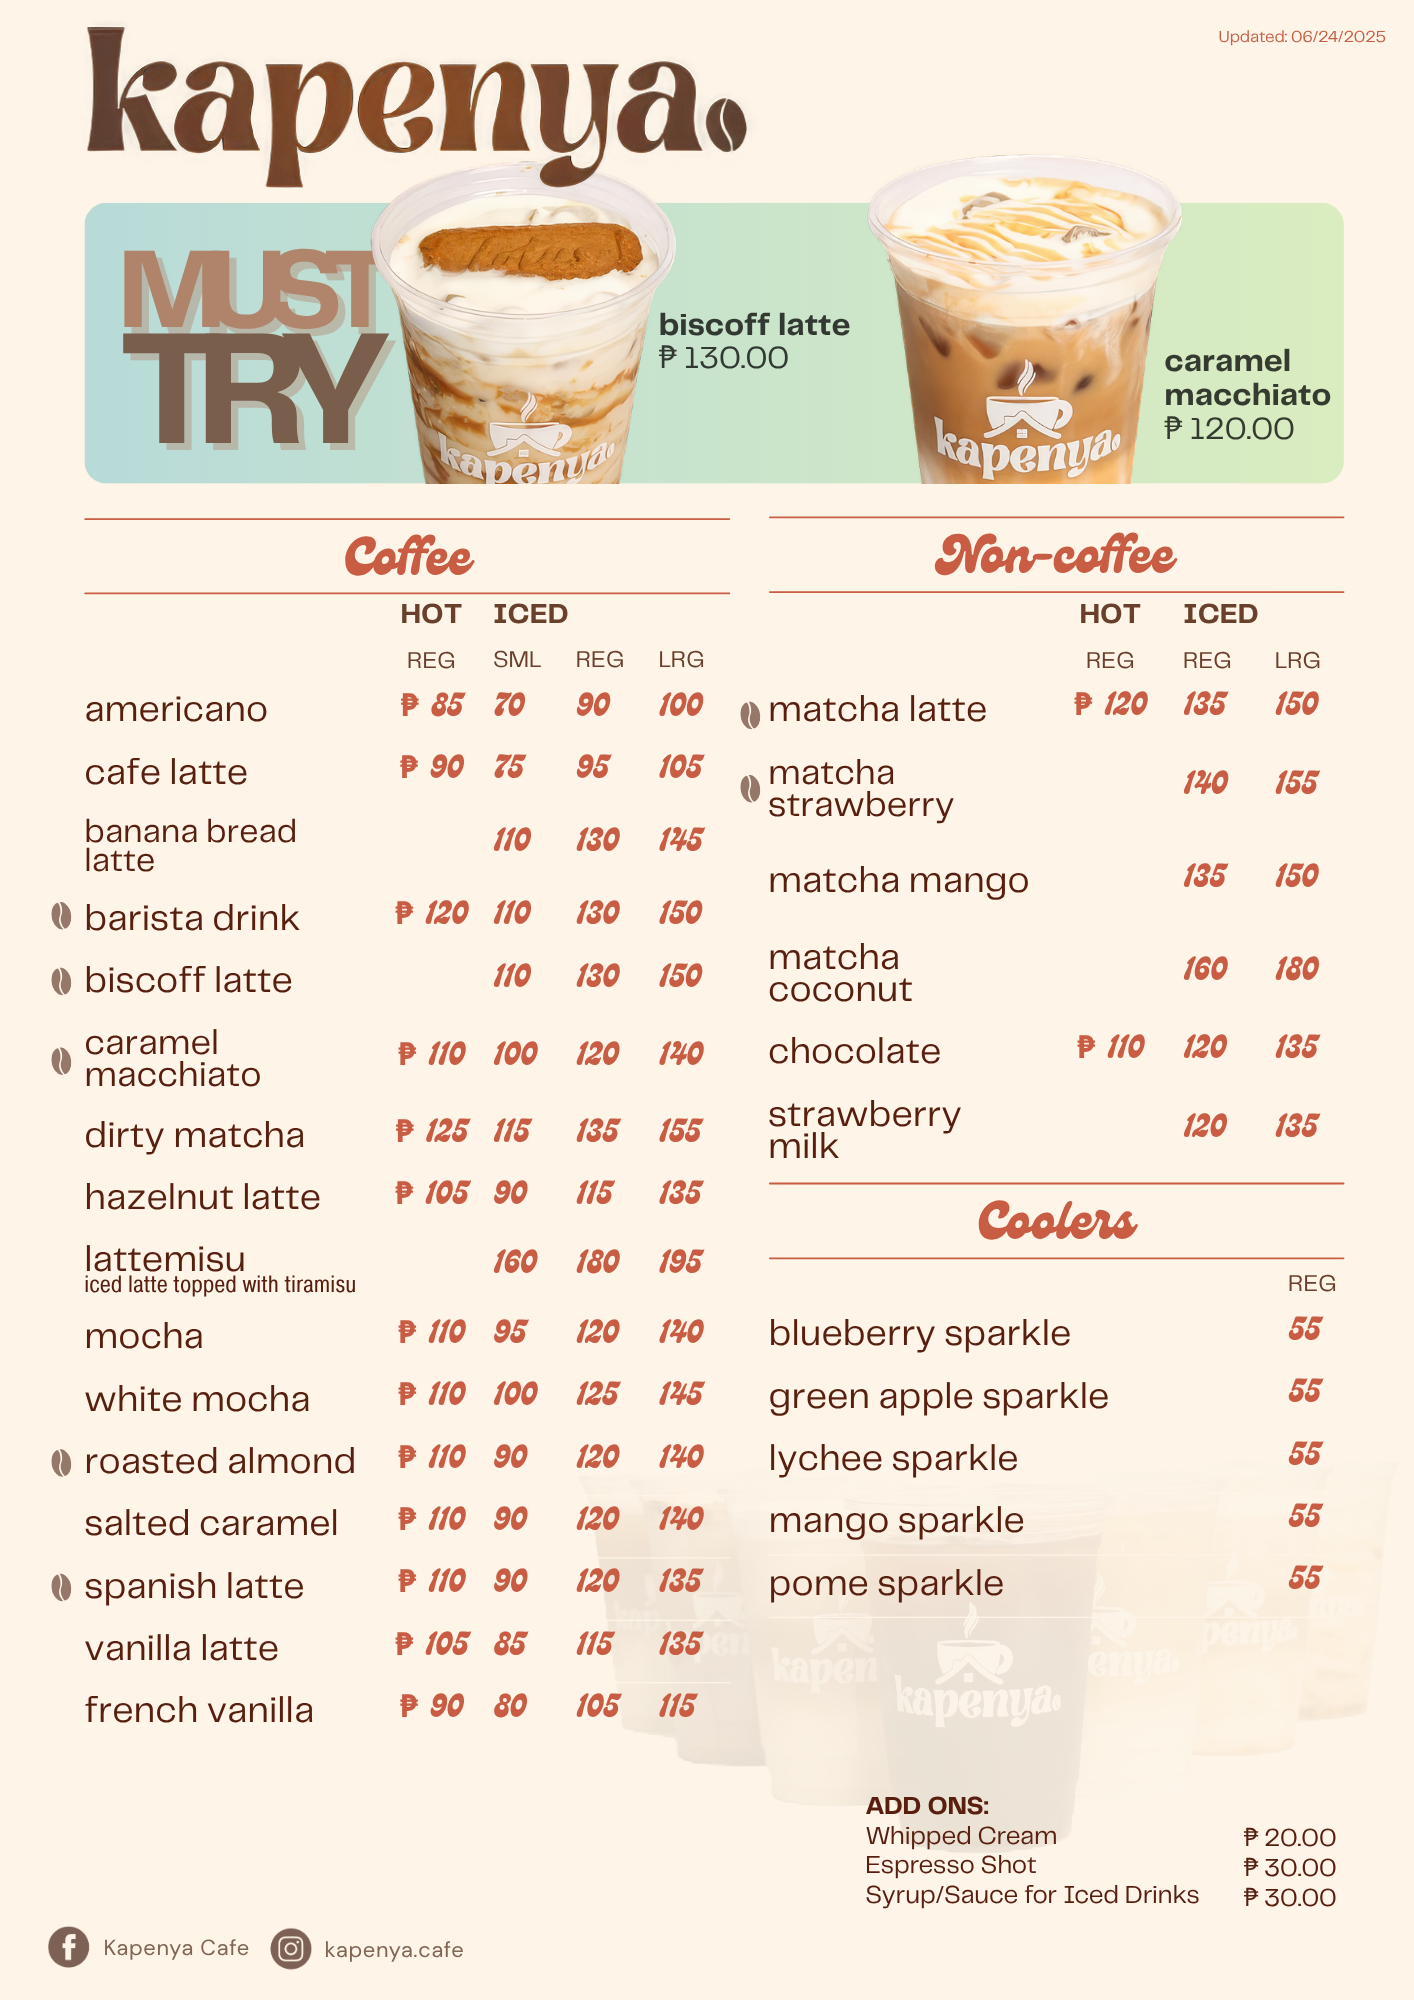 kapenya.
Updated: 06/24/2025
MUST
TRY
biscoff latte
₱ 130.00
caramel
macchiato
₱ 120.00
kapenya.
kapenya.
Coffee
HOT ICED
REG SML REG LRG
americano ₱ 85 70 90 100
cafe latte ₱ 90 75 95 105
banana bread
latte 110 130 145
barista drink ₱ 120 110 130 150
biscoff latte 110 130 150
caramel
macchiato ₱ 110 100 120 140
dirty matcha ₱ 125 115 135 155
hazelnut latte ₱ 105 90 115 135
lattemisu 160 180 195
iced latte topped with tiramisu
mocha ₱ 110 95 120 140
white mocha ₱ 110 100 125 145
roasted almond ₱ 110 90 120 140
salted caramel ₱ 110 90 120 140
spanish latte ₱ 110 90 120 135
vanilla latte ₱ 105 85 115 135
french vanilla ₱ 90 80 105 115
Non-coffee
HOT ICED
REG REG LRG
matcha latte ₱ 120 135 150
matcha
strawberry 140 155
matcha mango 135 150
matcha
coconut 160 180
chocolate ₱ 110 120 135
strawberry
milk 120 135
Coolers
REG
blueberry sparkle 55
green apple sparkle 55
lychee sparkle 55
mango sparkle 55
pome sparkle 55
kapenya.
ADD ONS:
Whipped Cream ₱ 20.00
Espresso Shot ₱ 30.00
Syrup/Sauce for Iced Drinks ₱ 30.00
Kapenya Cafe kapenya.cafe